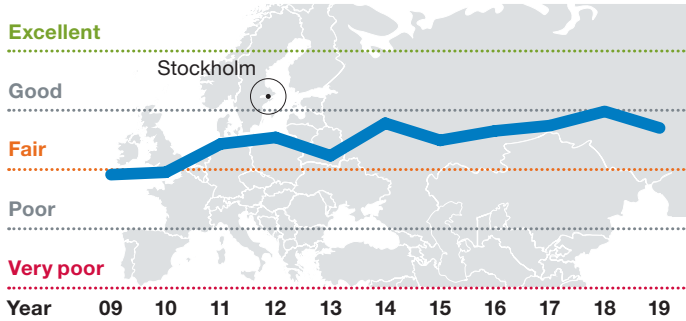 Excellent
Stockholm
Good
Fair
Poor
Very poor
Year 09 10 11 12 13 14 15 16 17 18 19